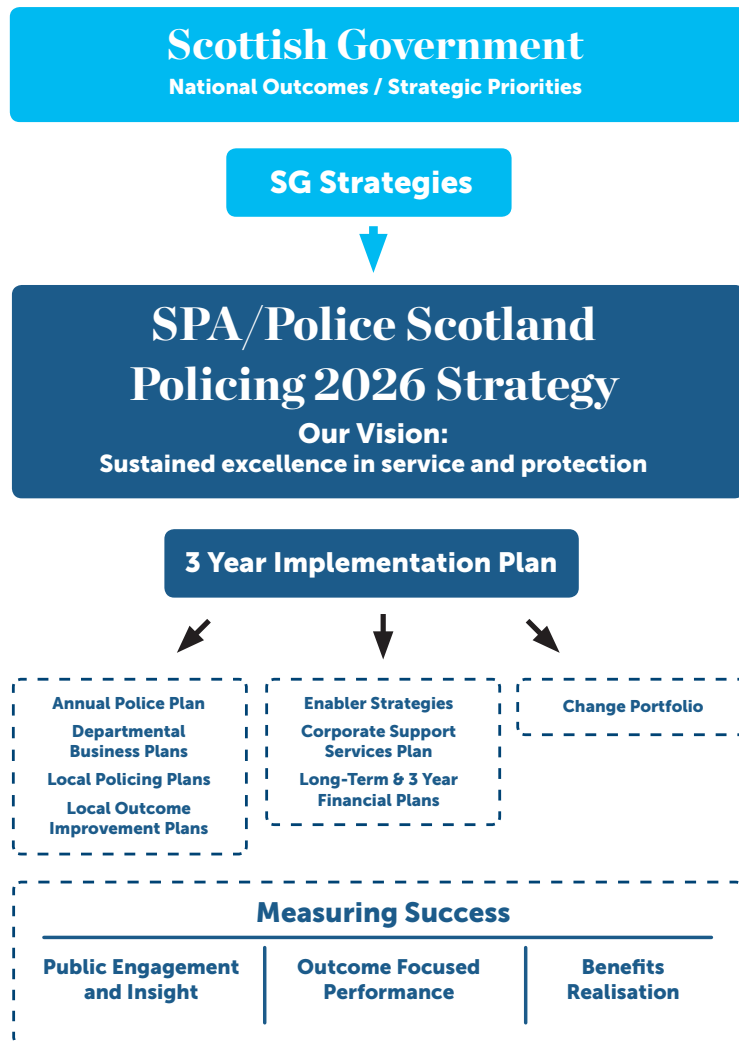 Scottish Government
National Outcomes / Strategic Priorities
SG Strategies
SPA/Police Scotland
Policing 2026 Strategy
Our Vision:
Sustained excellence in service and protection
3 Year Implementation Plan
Annual Police Plan
Departmental
Business Plans
Local Policing Plans
Local Outcome
Improvement Plans
Enabler Strategies
Corporate Support
Services Plan
Long-Term & 3 Year
Financial Plans
Change Portfolio
Measuring Success
Public Engagement
and Insight
Outcome Focused
Performance
Benefits
Realisation